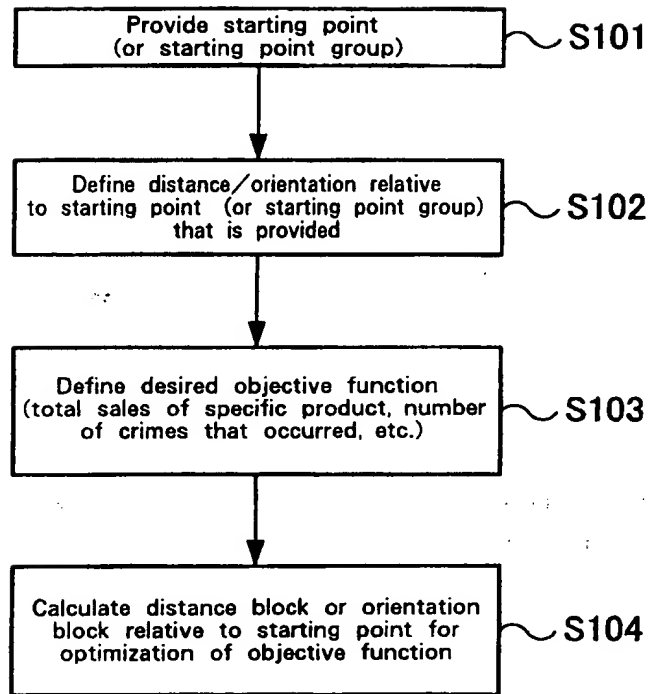 Provide starting point
(or starting point group)
S101
Define distance/orientation relative
to starting point (or starting point group)
that is provided
S102
Define desired objective function
(total sales of specific product, number
of crimes that occurred, etc.)
S103
Calculate distance block or orientation
block relative to starting point for
optimization of objective function
S104